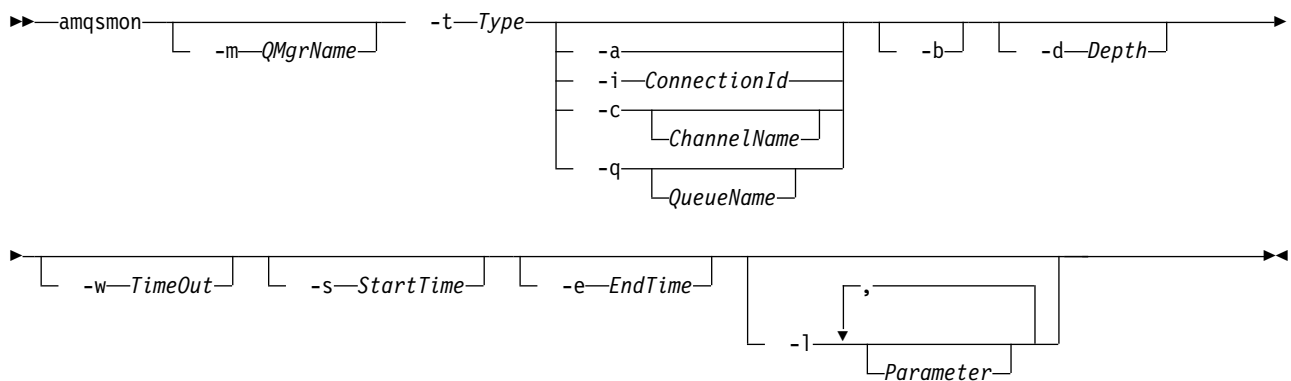 amqsmon -m QMgrName -t Type -a -b -d Depth
-i ConnectionId
-c ChannelName
-q QueueName
-w TimeOut -s StartTime -e EndTime -l , Parameter